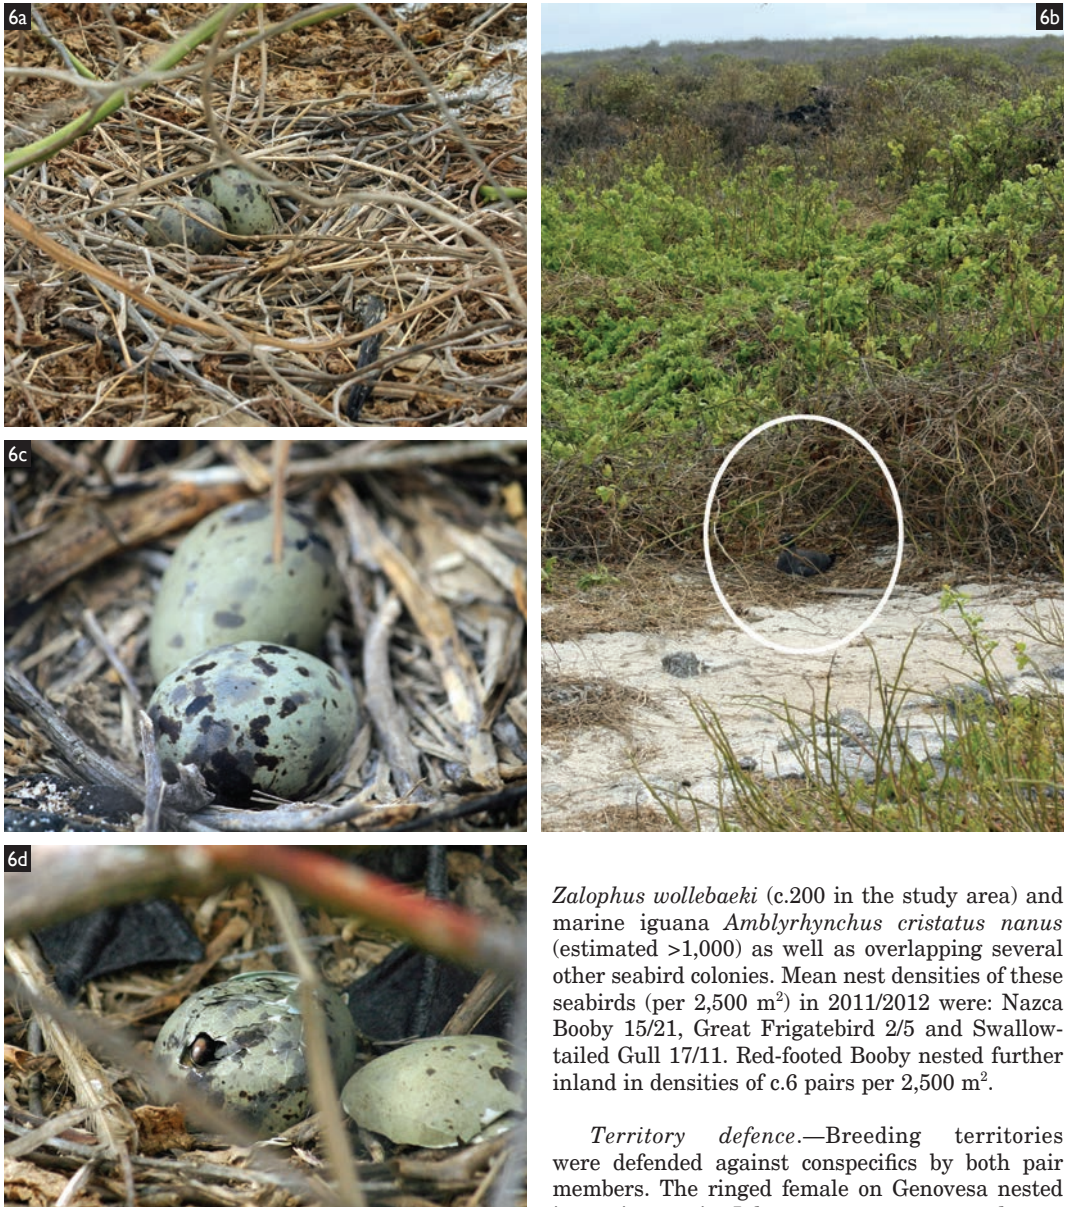 6a
6b
6c
6d
Zalophus wollebaeki (c.200 in the study area) and
marine iguana Amblyrhynchus cristatus nanus
(estimated >1,000) as well as overlapping several
other seabird colonies. Mean nest densities of these
seabirds (per 2,500 m²) in 2011/2012 were: Nazca
Booby 15/21, Great Frigatebird 2/5 and Swallow-
tailed Gull 17/11. Red-footed Booby nested further
inland in densities of c.6 pairs per 2,500 m².
Territory defence.—Breeding territories
were defended against conspecifics by both pair
members. The ringed female on Genovesa nested